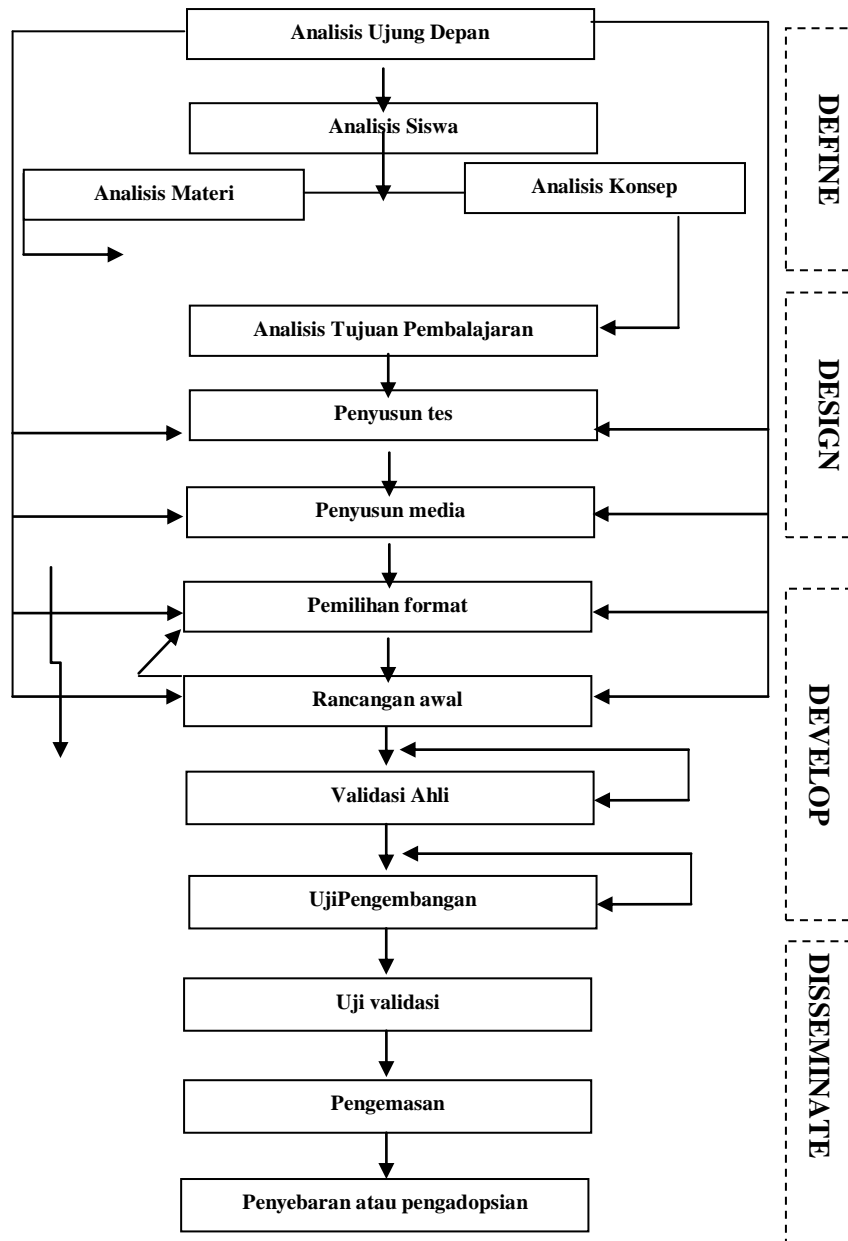 Analisis Ujung Depan
Analisis Siswa
Analisis Materi
Analisis Konsep
DEFINE
Analisis Tujuan Pembalajaran
Penyusun tes
Penyusun media
DESIGN
Pemilihan format
Rancangan awal
Validasi Ahli
UjiPengembangan
DEVELOP
Uji validasi
Pengemasan
Penyebaran atau pengadopsian
DISSEMINATE